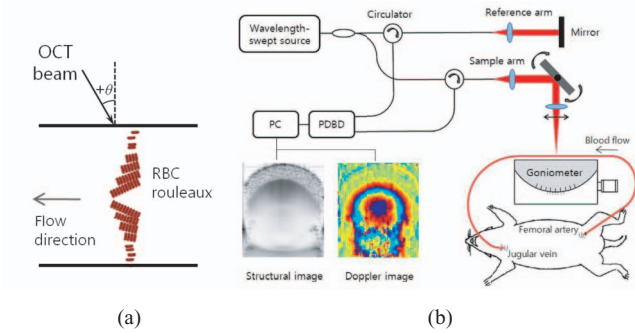 OCT
beam
+θ
RBC
rouleaux
Flow
direction
(a)
b)
Wavelength-
swept source
Circulator
Reference arm
Mirror
Sample arm
PC
PDBD
Structural image
Doppler image
Blood flow
Goniometer
Femoral artery
Jugular vein
(b)